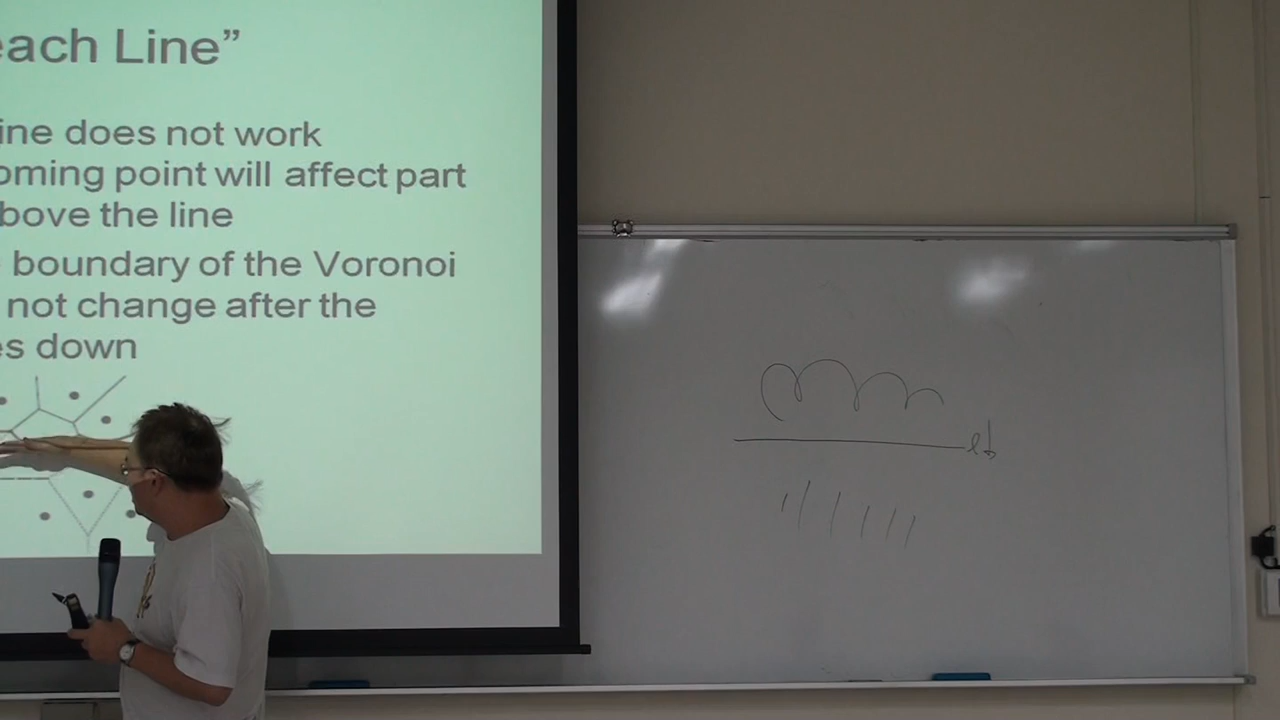 each Line”
ine does not work
oming point will affect part
bove the line
boundary of the Voronoi
not change after the
es down